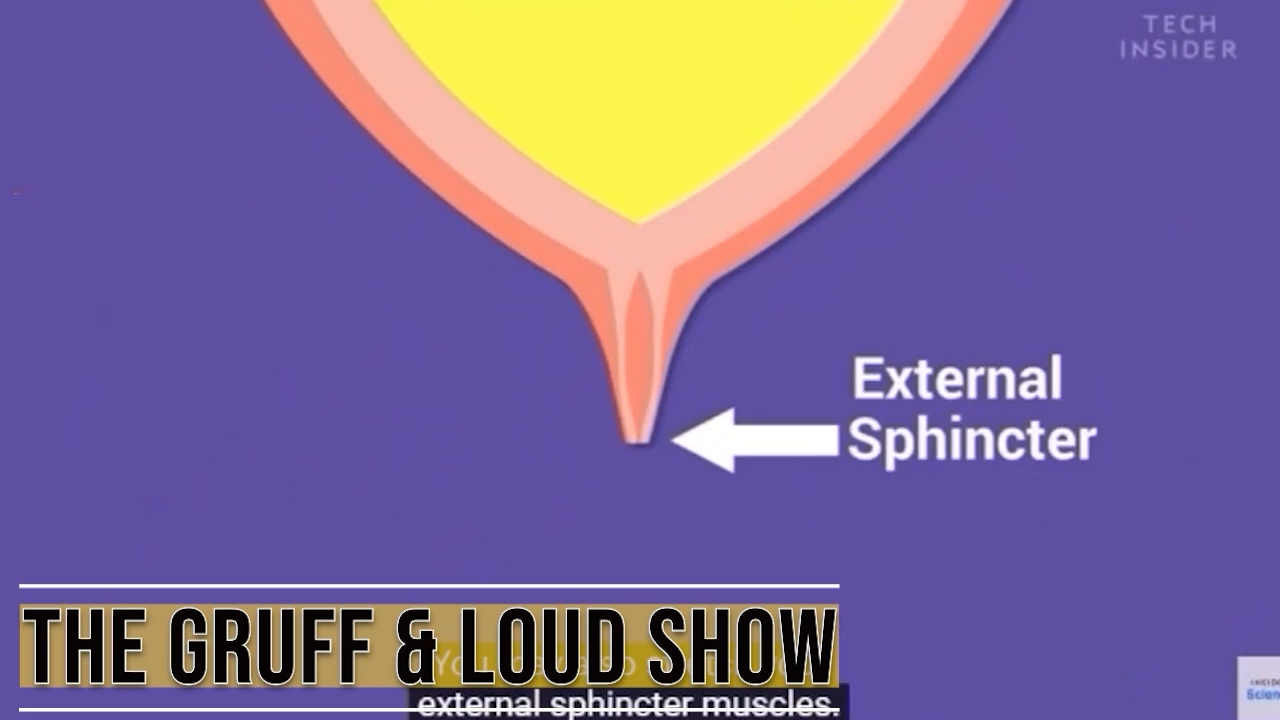 TECH
INSIDER
External
Sphincter
THE GRUFF & LOUD SHOW
external sphincter muscles.